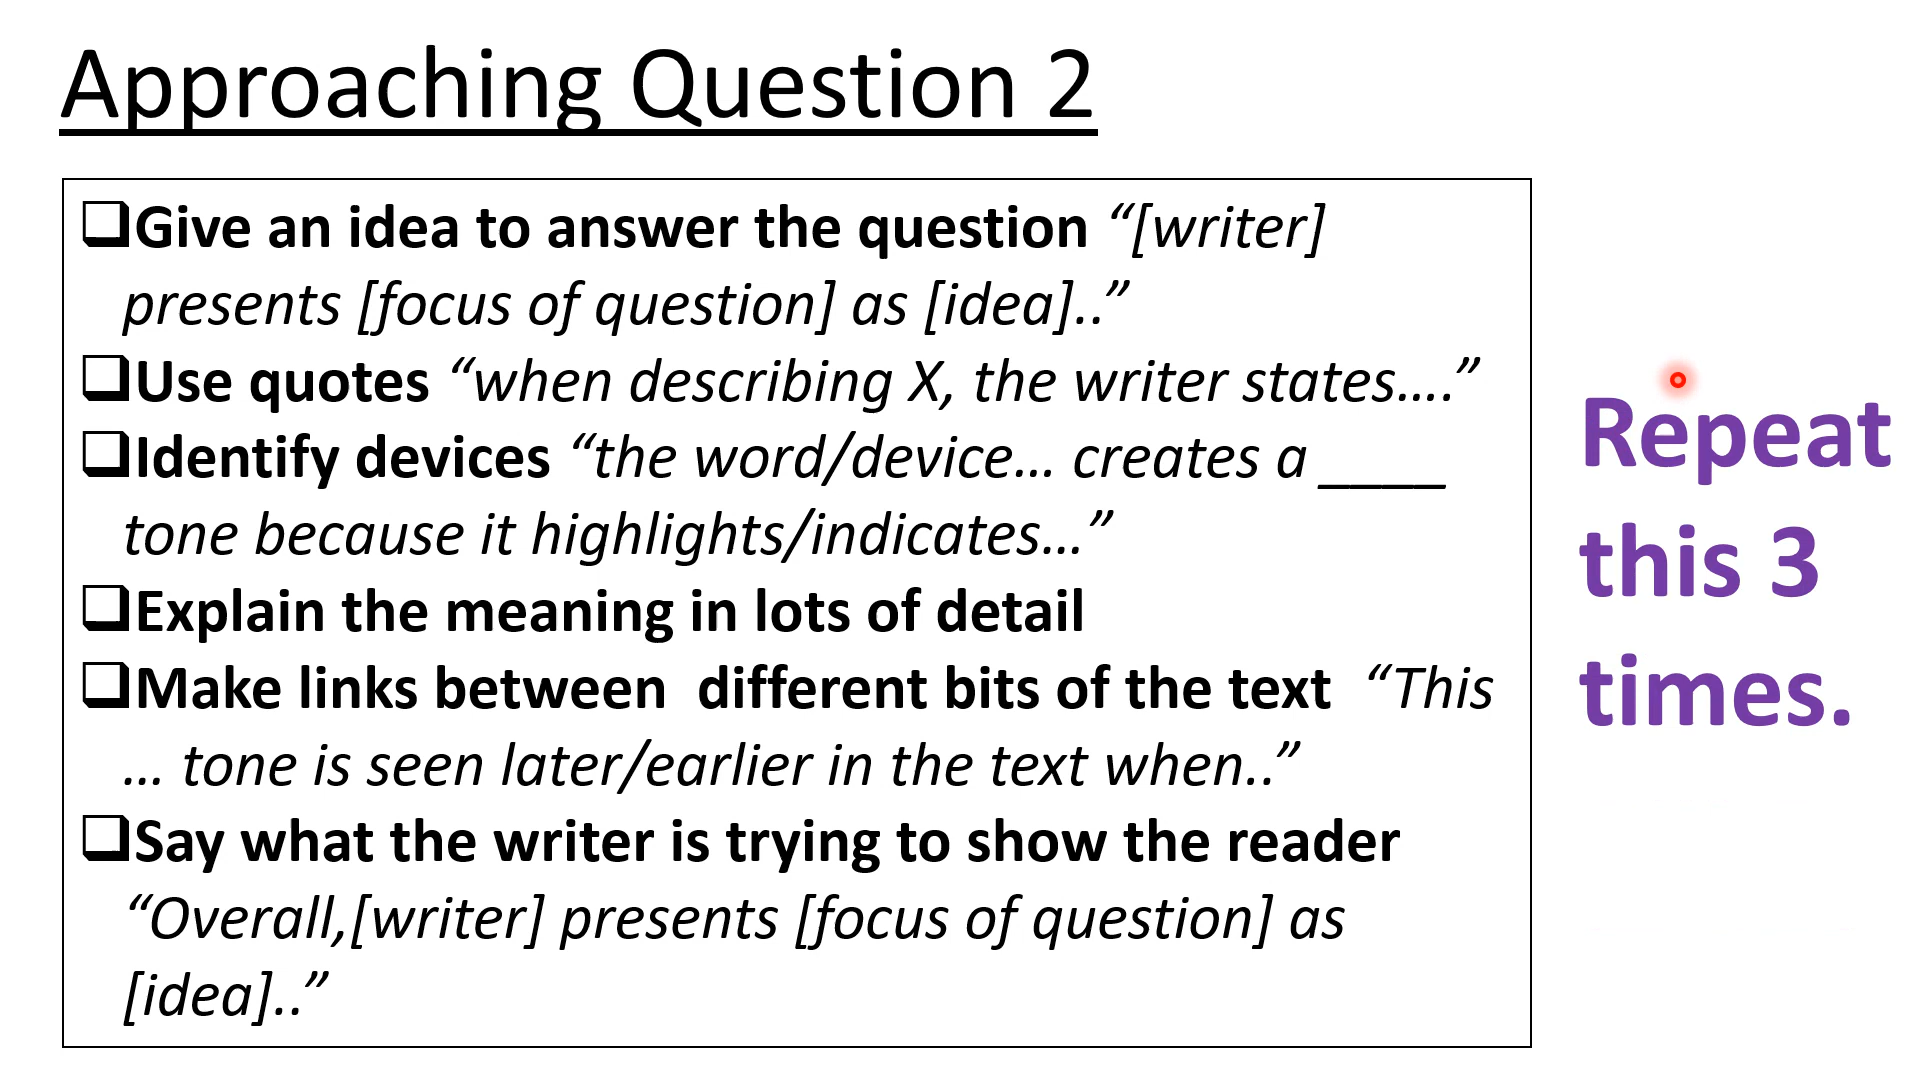 Approaching Question 2
❑Give an idea to answer the question “[writer]
presents [focus of question] as [idea]..”
❑Use quotes “when describing X, the writer states....”
❑Identify devices “the word/device… creates a ____
tone because it highlights/indicates…”
❑Explain the meaning in lots of detail
❑Make links between  different bits of the text  “This
… tone is seen later/earlier in the text when..”
❑Say what the writer is trying to show the reader
“Overall,[writer] presents [focus of question] as
[idea]..”
Repeat
this 3
times.